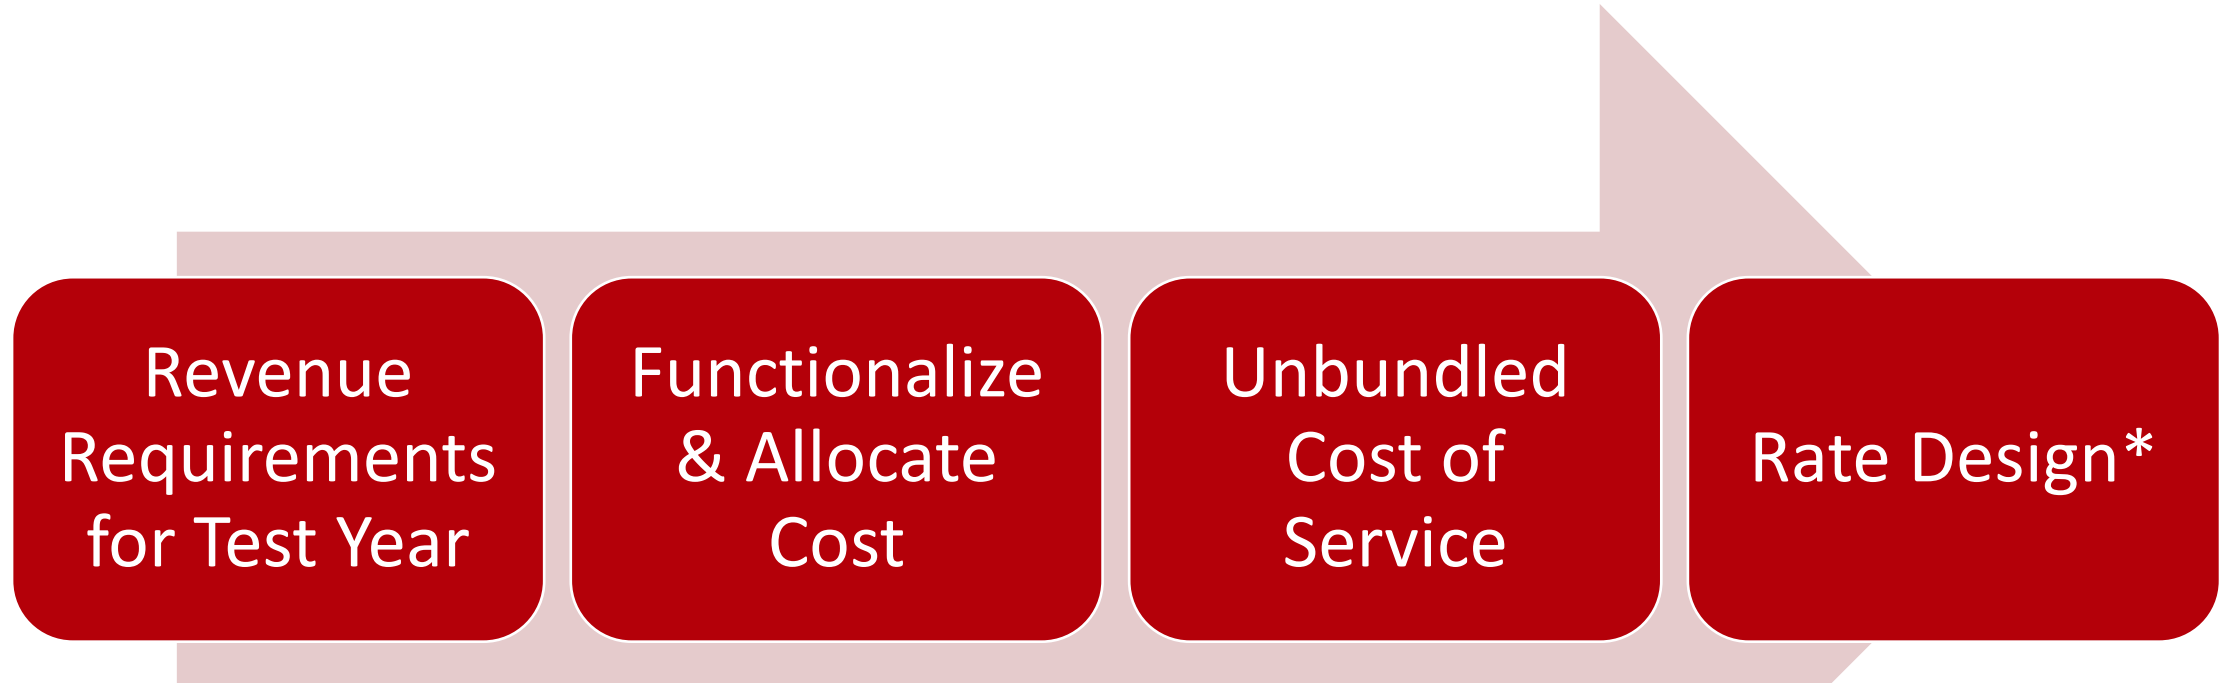 Revenue
Requirements
for Test Year
Functionalize
& Allocate
Cost
Unbundled
Cost of
Service
Rate Design*